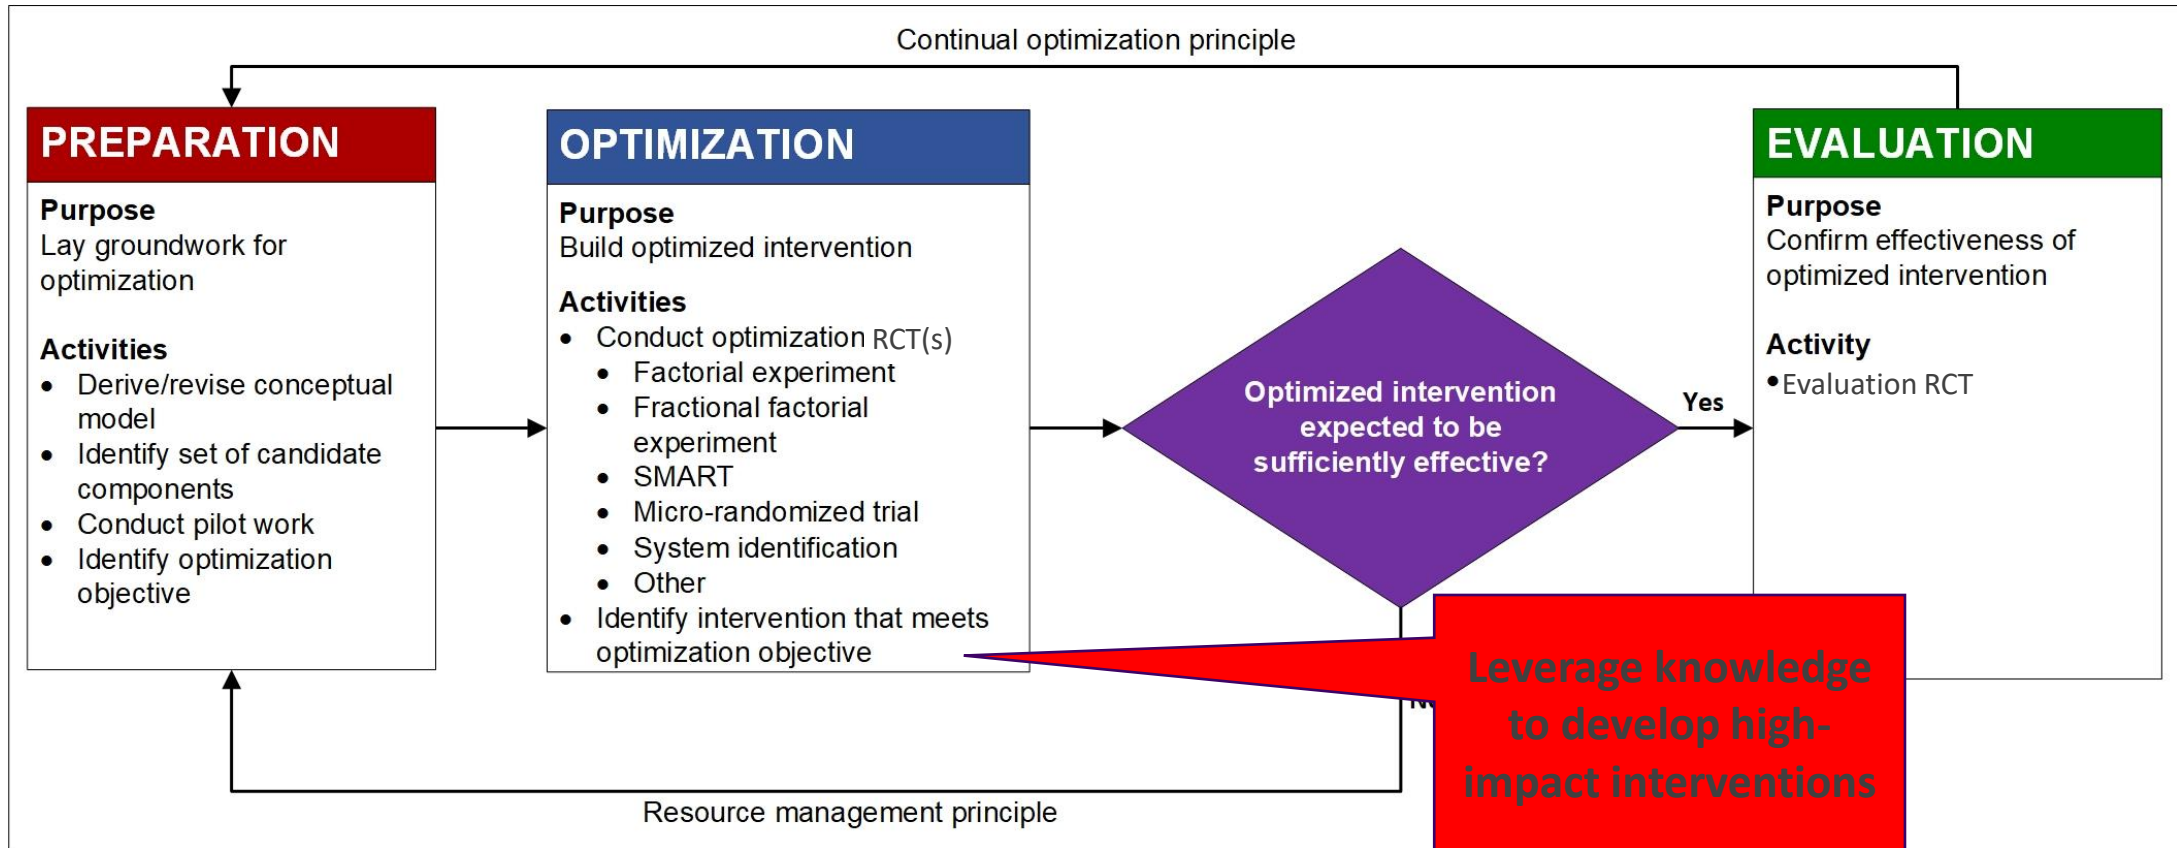 Continual optimization principle
PREPARATION
Purpose
Lay groundwork for
optimization
Activities
• Derive/revise conceptual
model
• Identify set of candidate
components
• Conduct pilot work
• Identify optimization
objective
OPTIMIZATION
Purpose
Build optimized intervention
Activities
• Conduct optimization RCT(s)
• Factorial experiment
• Fractional factorial
experiment
• SMART
• Micro-randomized trial
• System identification
• Other
• Identify intervention that meets
optimization objective
Optimized intervention
expected to be
sufficiently effective?
Yes
EVALUATION
Purpose
Confirm effectiveness of
optimized intervention
Activity
•Evaluation RCT
Leverage knowledge
to develop high-
impact interventions
Resource management principle